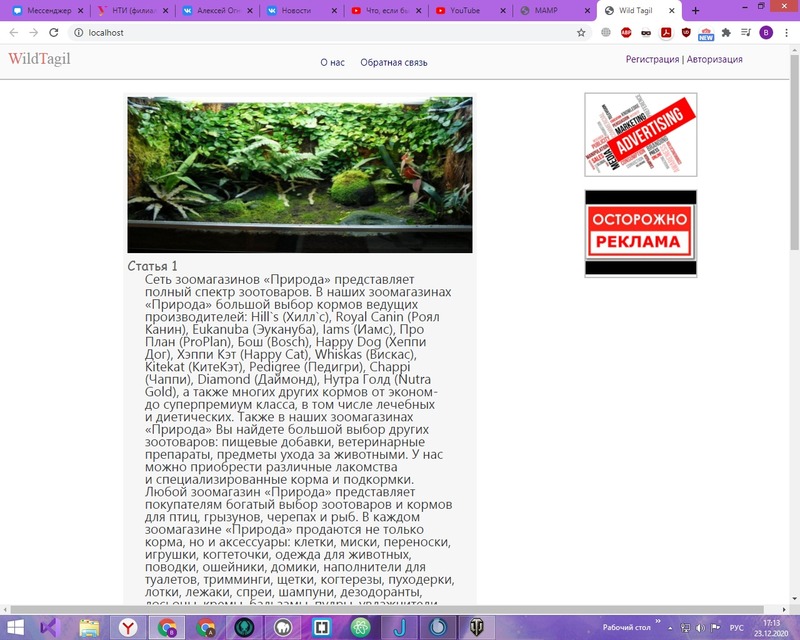 Мессенджер
НТИ (филиа
Алексей Огн
Новости
Что, если бы
YouTube
MAMP
Wild Tagil
localhost
WildTagil
О нас
Обратная связь
Регистрация | Авторизация
ADVERTISING
MARKETING
MEDIA
ОСТОРОЖНО
РЕКЛАМА
Статья 1
Сеть зоомагазинов «Природа» представляет
полный спектр зоотоваров. В наших зоомагазинах
«Природа» большой выбор кормов ведущих
производителей: Hill`s (Хилл`с), Royal Canin (Роял
Канин), Eukanuba (Эукануба), Iams (Иамс), Про
План (ProPlan), Бош (Bosch), Happy Dog (Хеппи
Дог), Хэппи Кэт (Happy Cat), Whiskas (Вискас),
Kitekat (КитеКэт), Pedigree (Педигри), Chappi
(Чаппи), Diamond (Даймонд), Нутра Голд (Nutra
Gold), а также многих других кормов от эконом-
до суперпремиум класса, в том числе лечебных
и диетических. Также в наших зоомагазинах
«Природа» Вы найдете большой выбор других
зоотоваров: пищевые добавки, ветеринарные
препараты, предметы ухода за животными. У нас
можно приобрести различные лакомства
и специализированные корма и подкормки.
Любой зоомагазин «Природа» представляет
покупателям богатый выбор зоотоваров и кормов
для птиц, грызунов, черепах и рыб. В каждом
зоомагазине «Природа» продаются не только
корма, но и аксессуары: клетки, миски, переноски,
игрушки, когтеточки, одежда для животных,
поводки, ошейники, домики, наполнители для
туалетов, тримминги, щетки, когтерезы, пуходерки,
лотки, лежаки, спреи, шампуни, дезодоранты,
лосьоны, кремы, бальзамы, пудры, увлажнители
Рабочий стол
РУС
17:13
23.12.2020